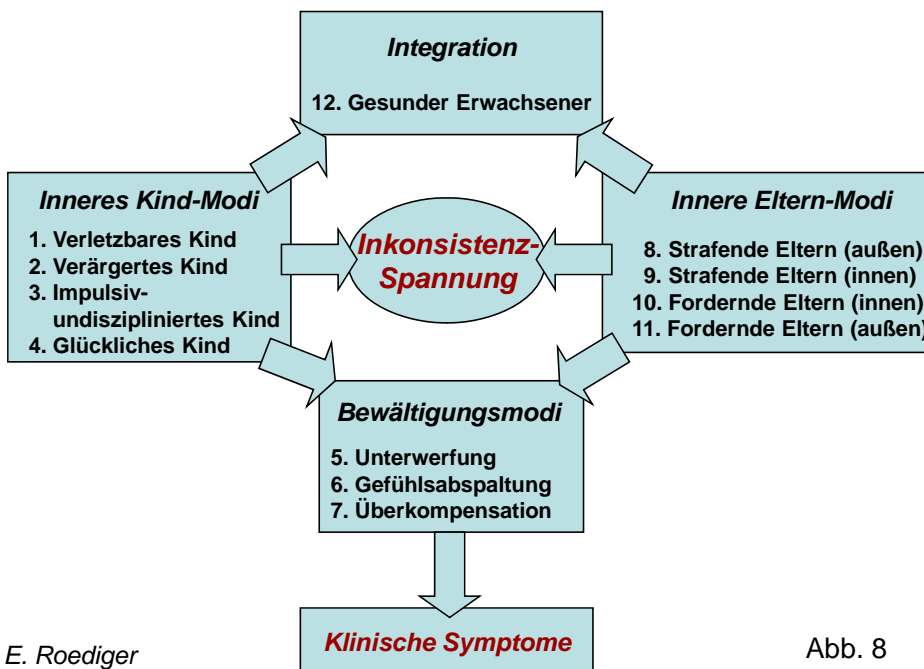 Integration
12. Gesunder Erwachsener
Inneres Kind-Modi
1. Verletzbares Kind
2. Verärgertes Kind
3. Impulsiv-
undiszipliniertes Kind
4. Glückliches Kind
Inkonsistenz-
Spannung
Innere Eltern-Modi
8. Strafende Eltern (außen)
9. Strafende Eltern (innen)
10. Fordernde Eltern (innen)
11. Fordernde Eltern (außen)
Bewältigungsmodi
5. Unterwerfung
6. Gefühlsabspaltung
7. Überkompensation
Klinische Symptome
E. Roediger
Abb. 8